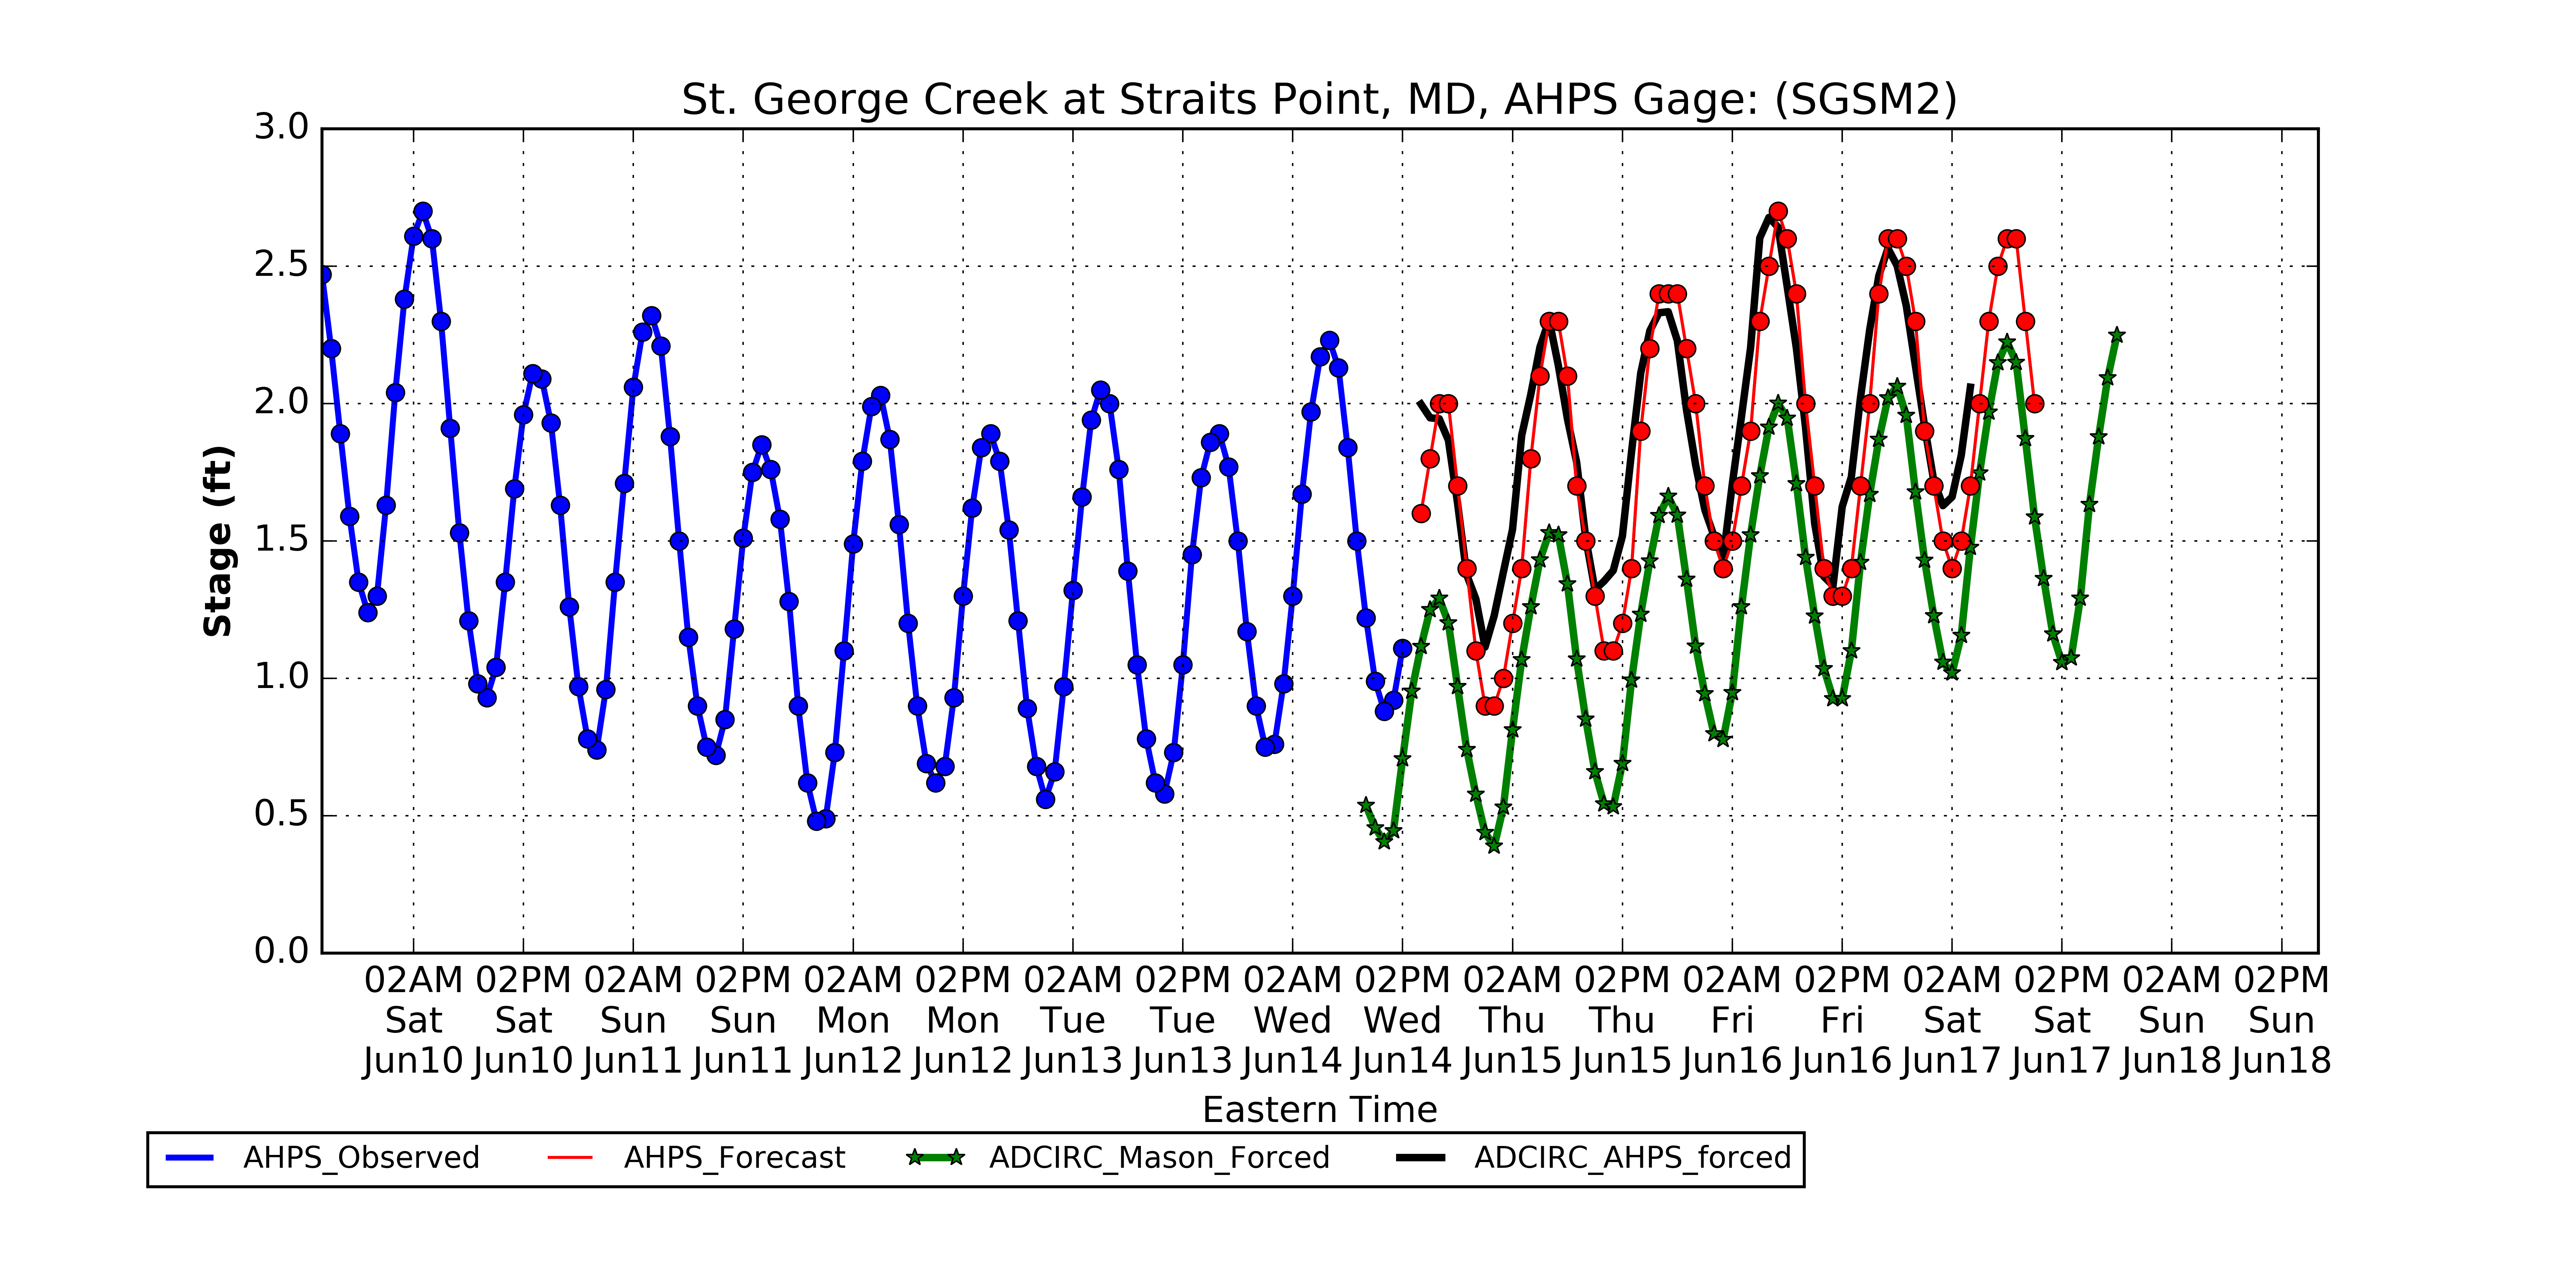 St. George Creek at Straits Point, MD, AHPS Gage: (SGSM2)
3.0
2.5
2.0
1.5
1.0
0.5
0.0
Stage (ft)
02AM 02PM 02AM 02PM 02AM 02PM 02AM 02PM 02AM 02PM 02AM 02PM 02AM 02PM 02AM 02PM 02AM 02PM
Sat Sat Sun Sun Mon Mon Tue Tue Wed Wed Thu Thu Fri Fri Sat Sat Sun Sun
Jun10 Jun10 Jun11 Jun11 Jun12 Jun12 Jun13 Jun13 Jun14 Jun14 Jun15 Jun15 Jun16 Jun16 Jun17 Jun17 Jun18 Jun18
Eastern Time
AHPS_Observed AHPS_Forecast ADCIRC_Mason_Forced ADCIRC_AHPS_forced